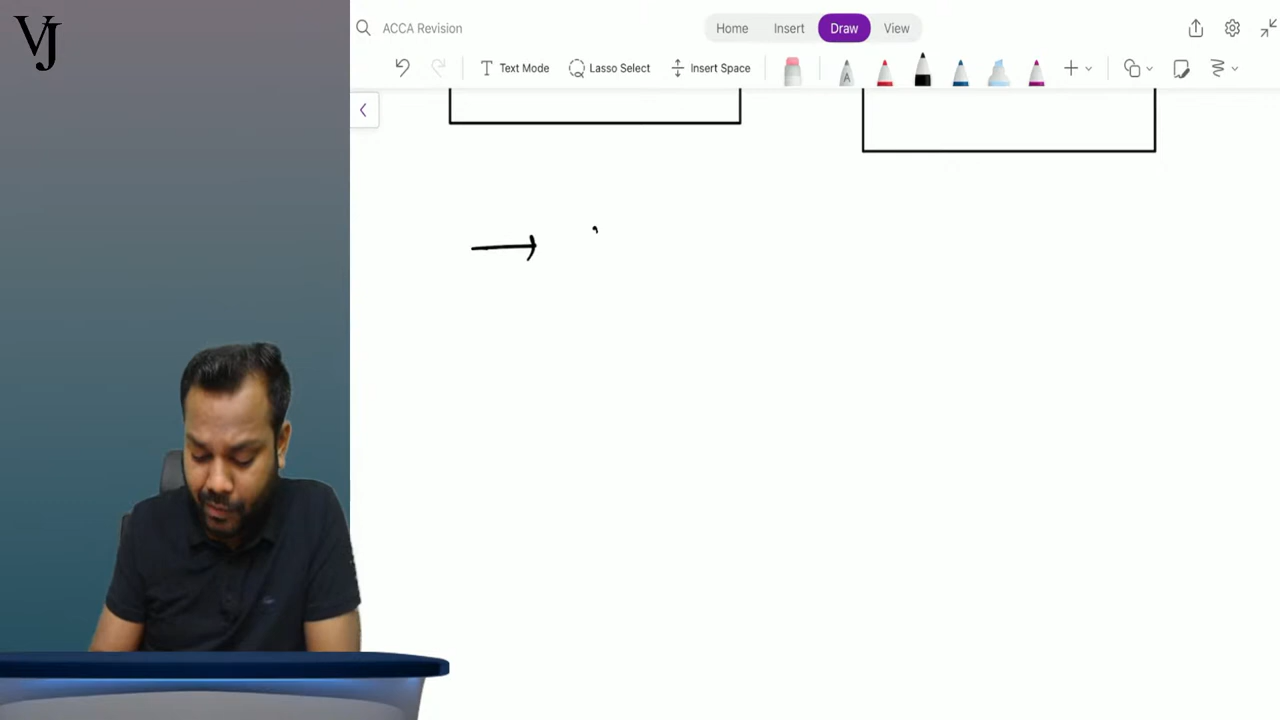 VJ
ACCA Revision
Home Insert Draw View
Text Mode Lasso Select Insert Space
A